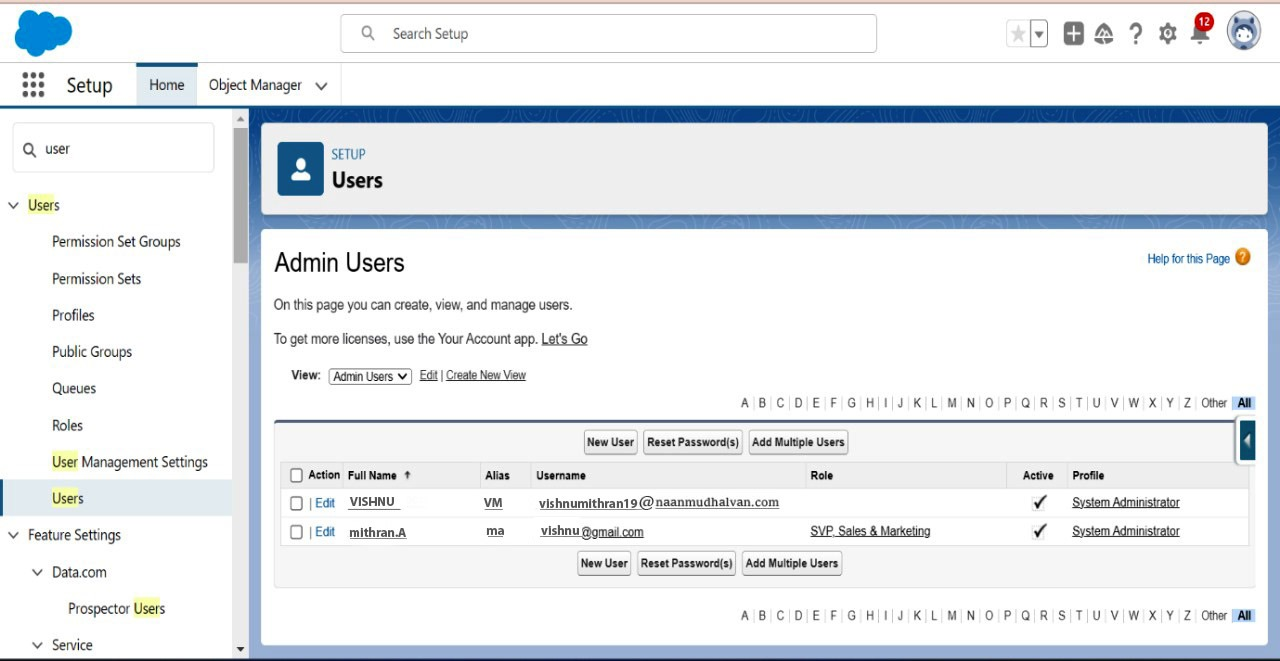 Search Setup
12
Setup Home Object Manager
user
Users
Permission Set Groups
Permission Sets
Profiles
Public Groups
Queues
Roles
User Management Settings
Users
Feature Settings
Data.com
Prospector Users
Service
SETUP
Users
Admin Users
Help for this Page ?
On this page you can create, view, and manage users.
To get more licenses, use the Your Account app. Let's Go
View: Admin Users Edit | Create New View
A | B | C | D | E | F | G | H | I | J | K | L | M | N | O | P | Q | R | S | T | U | V | W | X | Y | Z | Other All
New User Reset Password(s) Add Multiple Users
Action Full Name ↑ Alias Username Role Active Profile
| Edit VISHNU VM vishnumithran19@naanmudhalvan.com ✓ System Administrator
| Edit mithran.A ma vishnu@gmail.com SVP, Sales & Marketing ✓ System Administrator
New User Reset Password(s) Add Multiple Users
A | B | C | D | E | F | G | H | I | J | K | L | M | N | O | P | Q | R | S | T | U | V | W | X | Y | Z | Other All